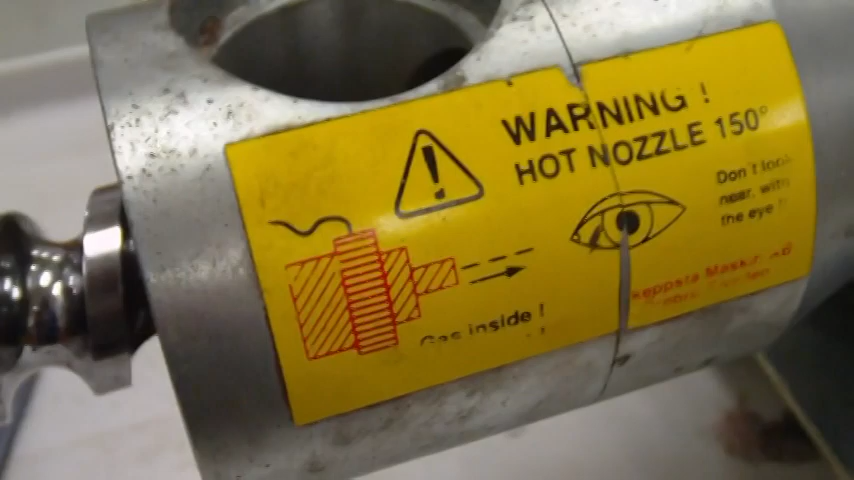 WARNING !
HOT NOZZLE 150°
Don't look
near, with
the eye !!
Gas inside !